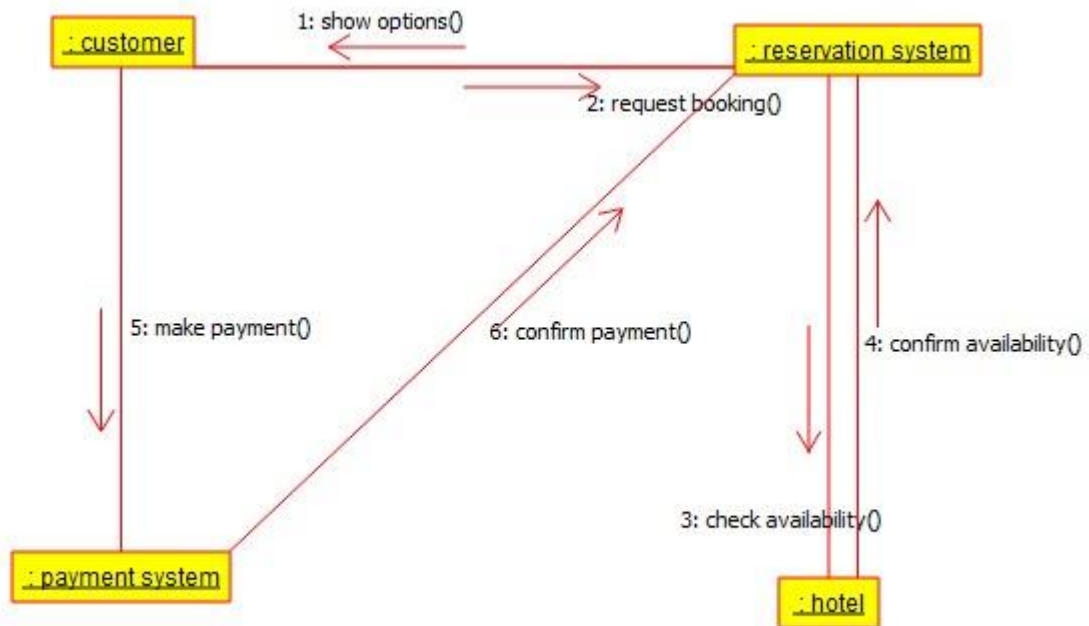 1: show options()
: customer
: reservation system
2: request booking()
5: make payment()
6: confirm payment()
4: confirm availability()
3: check availability()
: payment system
: hotel